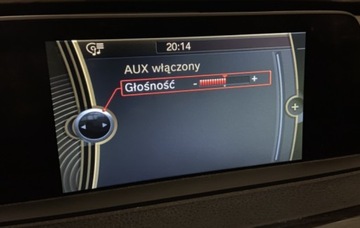 20:14
AUX włączony
Głośność - +
+